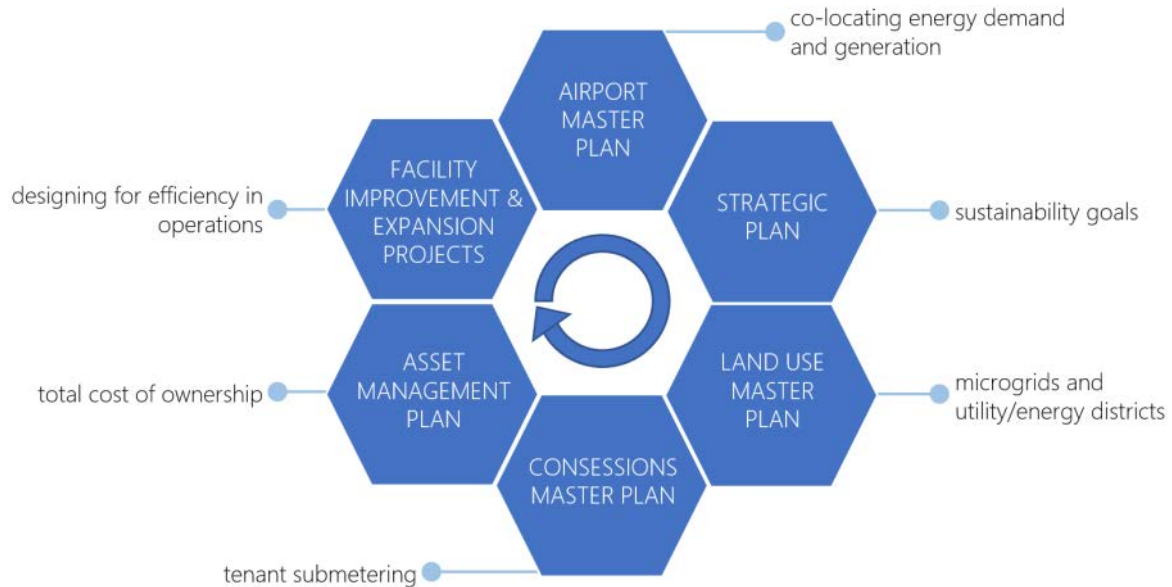 co-locating energy demand
and generation
AIRPORT
MASTER
PLAN
FACILITY
IMPROVEMENT &
EXPANSION
PROJECTS
designing for efficiency in
operations
STRATEGIC
PLAN
sustainability goals
ASSET
MANAGEMENT
PLAN
total cost of ownership
LAND USE
MASTER
PLAN
microgrids and
utility/energy districts
CONSESSIONS
MASTER PLAN
tenant submetering